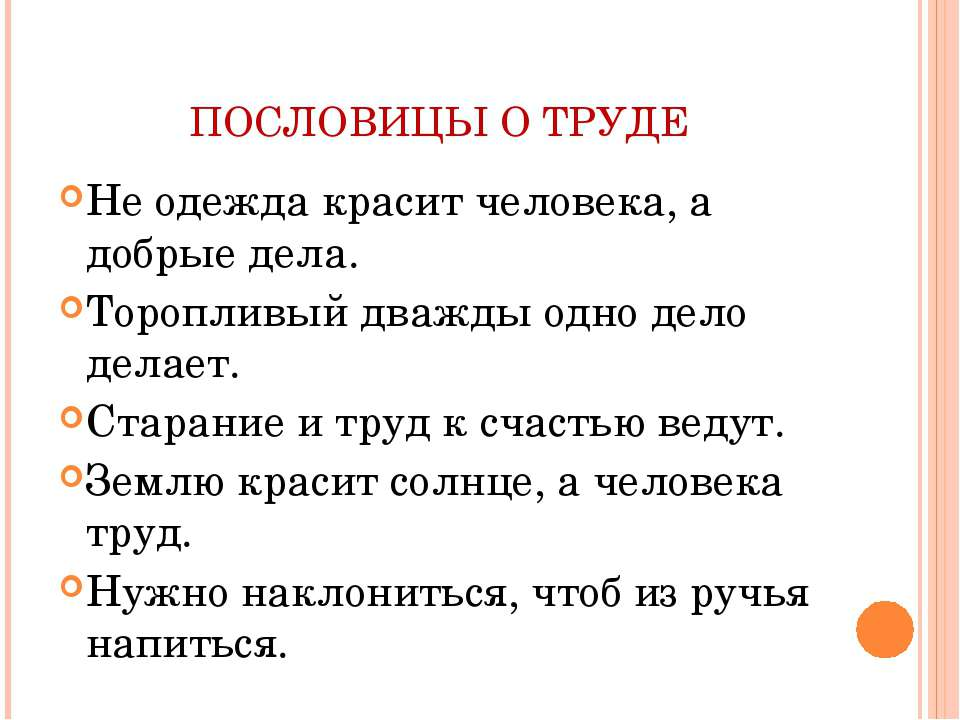 ПОСЛОВИЦЫ О ТРУДЕ
Не одежда красит человека, а
добрые дела.
Торопливый дважды одно дело
делает.
Старание и труд к счастью ведут.
Землю красит солнце, а человека
труд.
Нужно наклониться, чтоб из ручья
напиться.